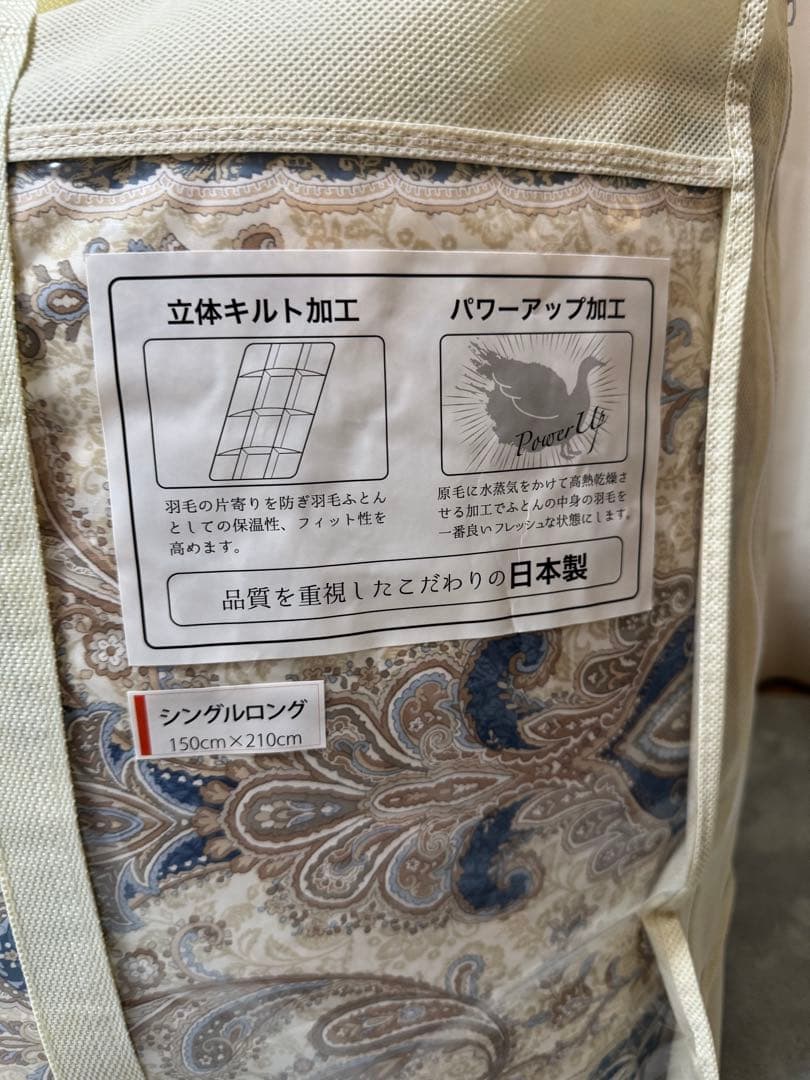 立体キルト加工
羽毛の片寄りを防ぎ羽毛ふとん
としての保温性、フィット性を
高めます。
パワーアップ加工
Power Up
原毛に水蒸気をかけて高熱乾燥さ
せる加工でふとんの中身の羽毛を
一番良いフレッシュな状態にします。
品質を重視したこだわりの日本製
シングルロング
150cm×210cm